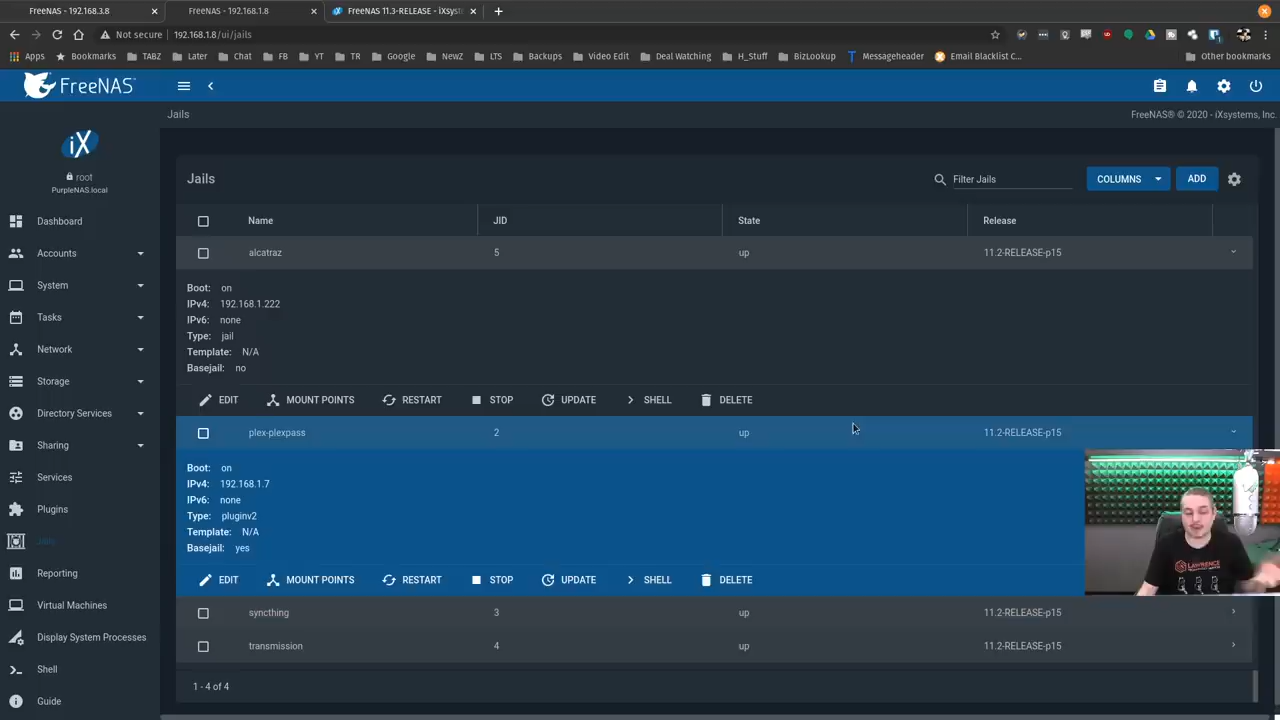 FreeNAS - 192.168.3.8
FreeNAS - 192.168.1.8
FreeNAS 11.3-RELEASE - iXsyst
Not secure 192.168.1.8/ui/jails
Apps Bookmarks TABZ Later Chat FB YT TR Google NewZ LTS Backups Video Edit Deal Watching H_Stuff BizLookup Messageheader Email Blacklist C... Other bookmarks
FreeNAS®
Jails
FreeNAS® © 2020 - iXsystems, Inc.
iX
root
PurpleNAS.local
Dashboard
Accounts
System
Tasks
Network
Storage
Directory Services
Sharing
Services
Plugins
Jails
Reporting
Virtual Machines
Display System Processes
Shell
Guide
Jails
Filter Jails
COLUMNS
ADD
Name JID State Release
alcatraz 5 up 11.2-RELEASE-p15
Boot: on
IPv4: 192.168.1.222
IPv6: none
Type: jail
Template: N/A
Basejail: no
EDIT MOUNT POINTS RESTART STOP UPDATE SHELL DELETE
plex-plexpass 2 up 11.2-RELEASE-p15
Boot: on
IPv4: 192.168.1.7
IPv6: none
Type: pluginv2
Template: N/A
Basejail: yes
EDIT MOUNT POINTS RESTART STOP UPDATE SHELL DELETE
syncthing 3 up 11.2-RELEASE-p15
transmission 4 up 11.2-RELEASE-p15
1 - 4 of 4
LAWRENCE